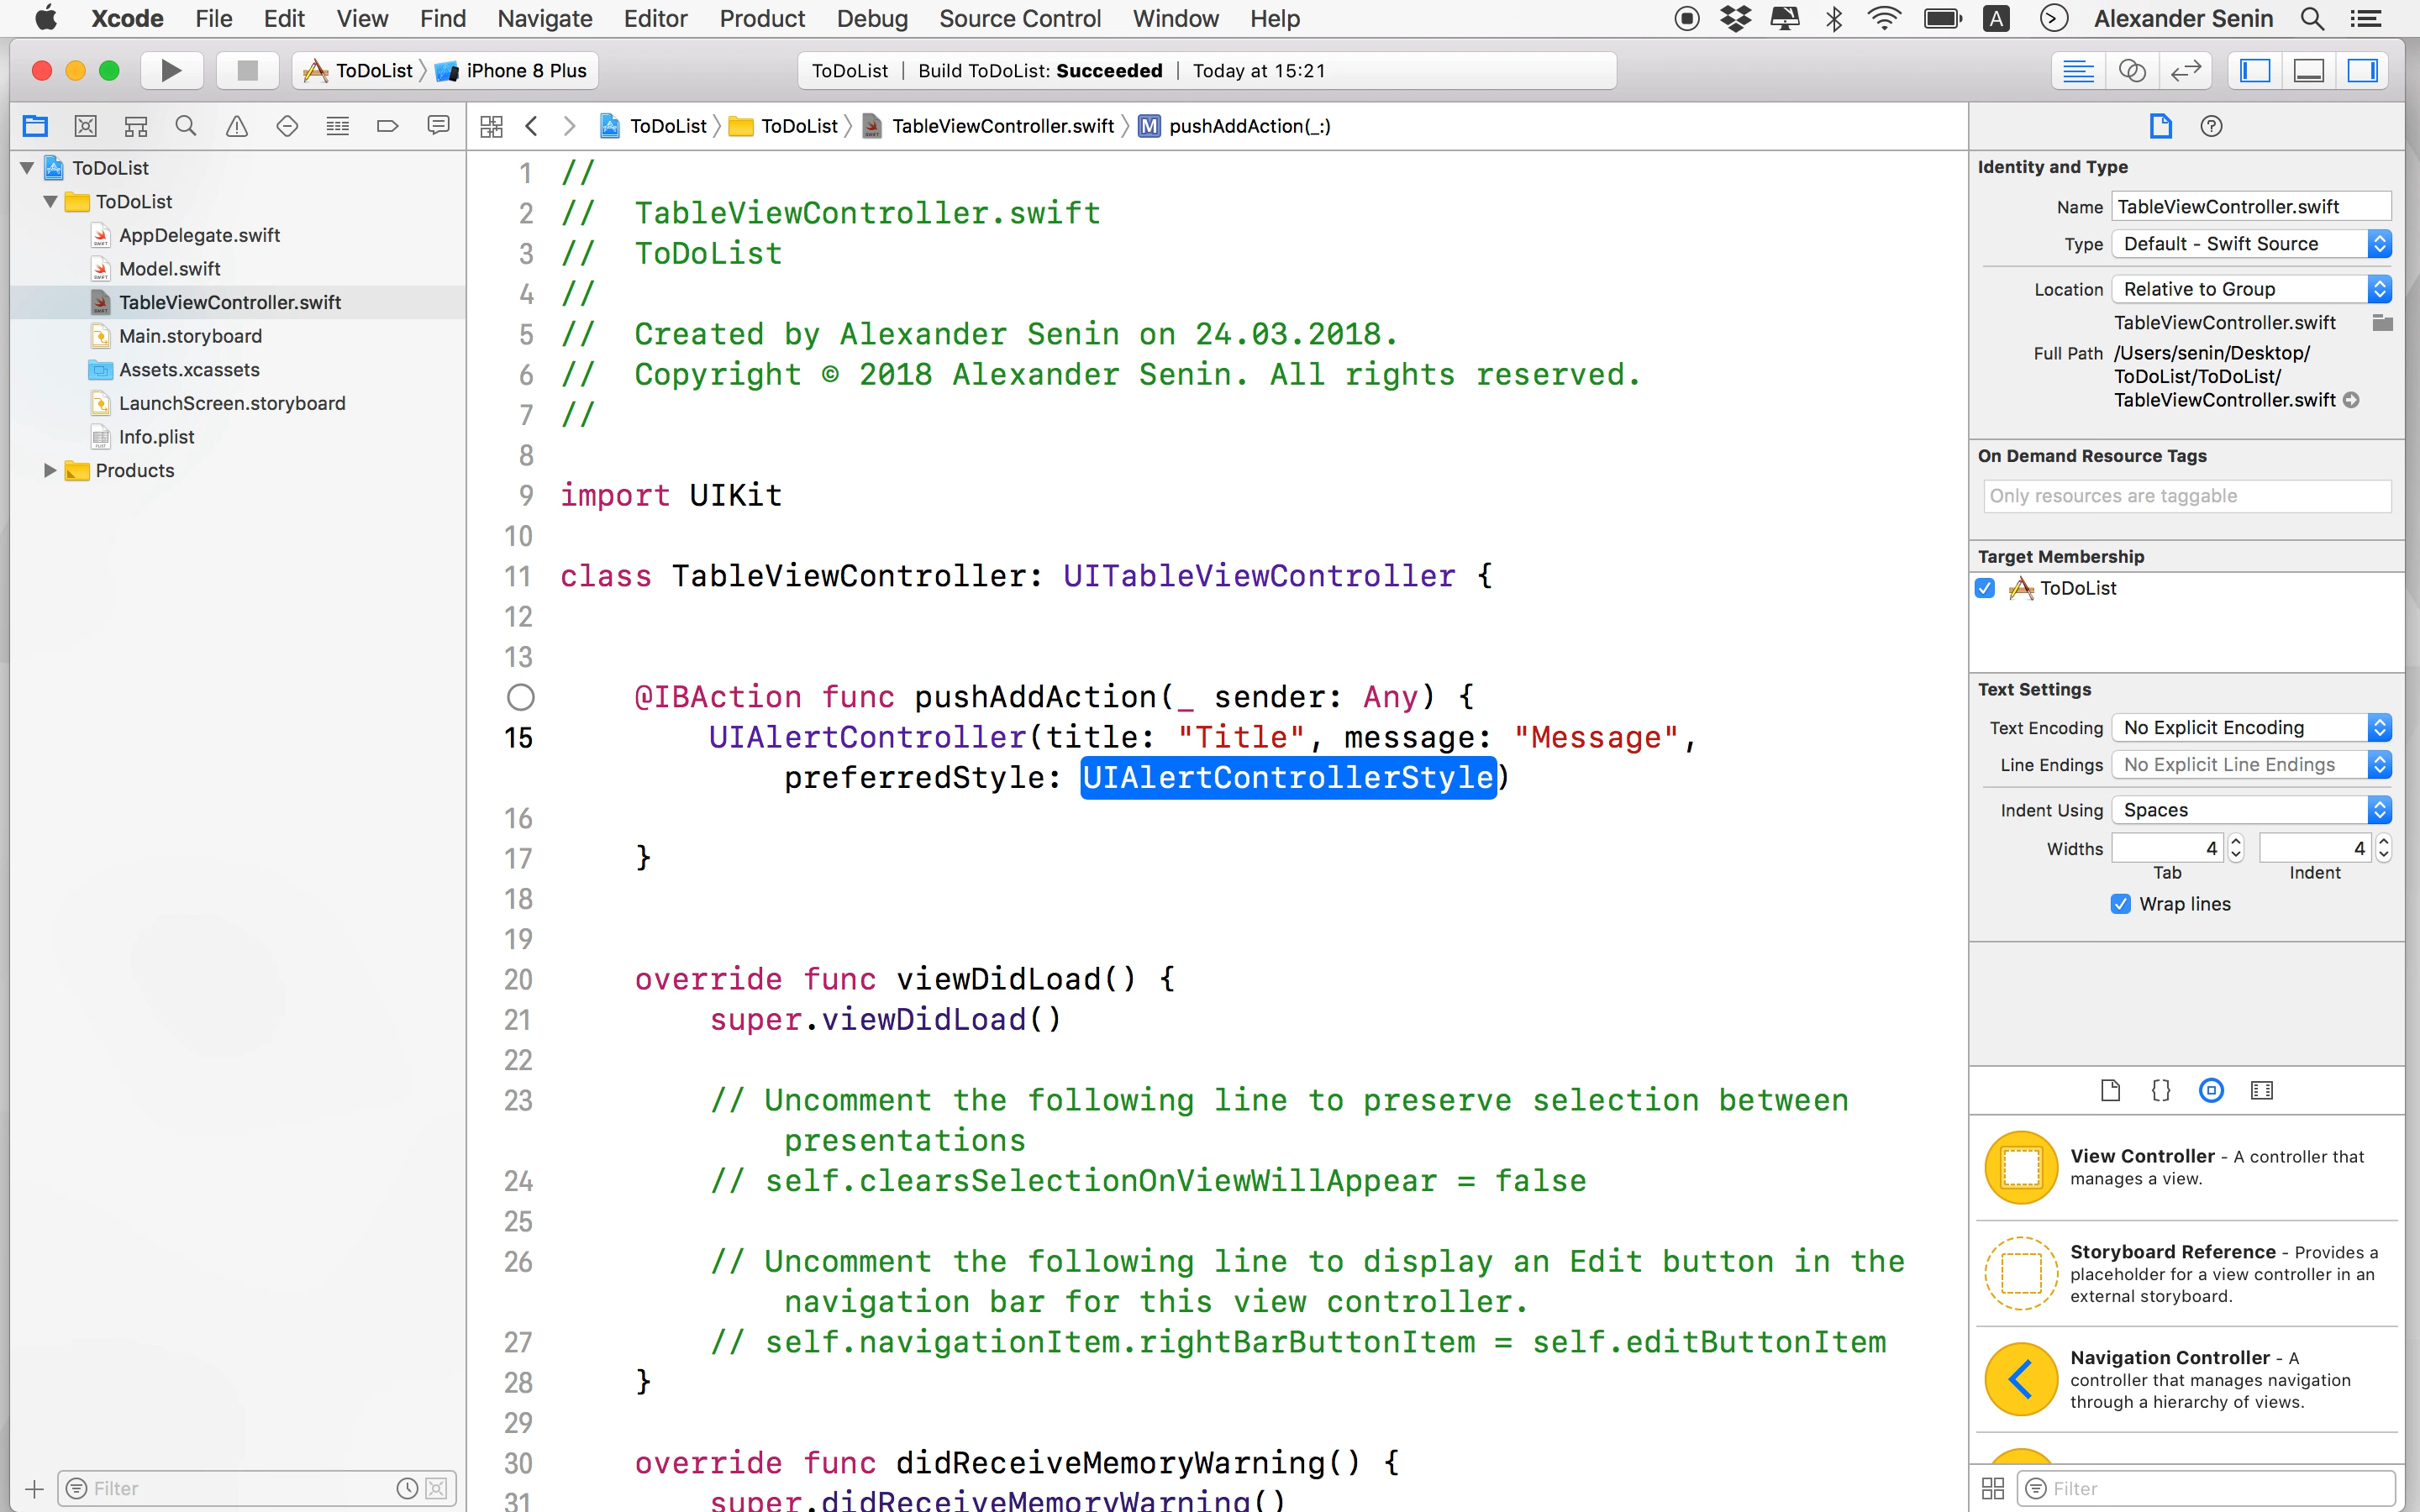 Xcode File Edit View Find Navigate Editor Product Debug Source Control Window Help A Alexander Senin
ToDoList iPhone 8 Plus ToDoList | Build ToDoList: Succeeded | Today at 15:21
ToDoList ToDoList TableViewController.swift M pushAddAction(_:)
ToDoList
ToDoList
AppDelegate.swift
Model.swift
TableViewController.swift
Main.storyboard
Assets.xcassets
LaunchScreen.storyboard
Info.plist
Products
Filter
1 //
2 // TableViewController.swift
3 // ToDoList
4 //
5 // Created by Alexander Senin on 24.03.2018.
6 // Copyright © 2018 Alexander Senin. All rights reserved.
7 //
8
9 import UIKit
10
11 class TableViewController: UITableViewController {
12
13
@IBAction func pushAddAction(_ sender: Any) {
15 UIAlertController(title: "Title", message: "Message",
preferredStyle: UIAlertControllerStyle)
16
17 }
18
19
20 override func viewDidLoad() {
21 super.viewDidLoad()
22
23 // Uncomment the following line to preserve selection between
presentations
24 // self.clearsSelectionOnViewWillAppear = false
25
26 // Uncomment the following line to display an Edit button in the
navigation bar for this view controller.
27 // self.navigationItem.rightBarButtonItem = self.editButtonItem
28 }
29
30 override func didReceiveMemoryWarning() {
31 super.didReceiveMemoryWarning()
Identity and Type
Name TableViewController.swift
Type Default - Swift Source
Location Relative to Group
TableViewController.swift
Full Path /Users/senin/Desktop/
ToDoList/ToDoList/
TableViewController.swift
On Demand Resource Tags
Only resources are taggable
Target Membership
ToDoList
Text Settings
Text Encoding No Explicit Encoding
Line Endings No Explicit Line Endings
Indent Using Spaces
Widths 4 4
Tab Indent
Wrap lines
{}
View Controller - A controller that
manages a view.
Storyboard Reference - Provides a
placeholder for a view controller in an
external storyboard.
Navigation Controller - A
controller that manages navigation
through a hierarchy of views.
Filter